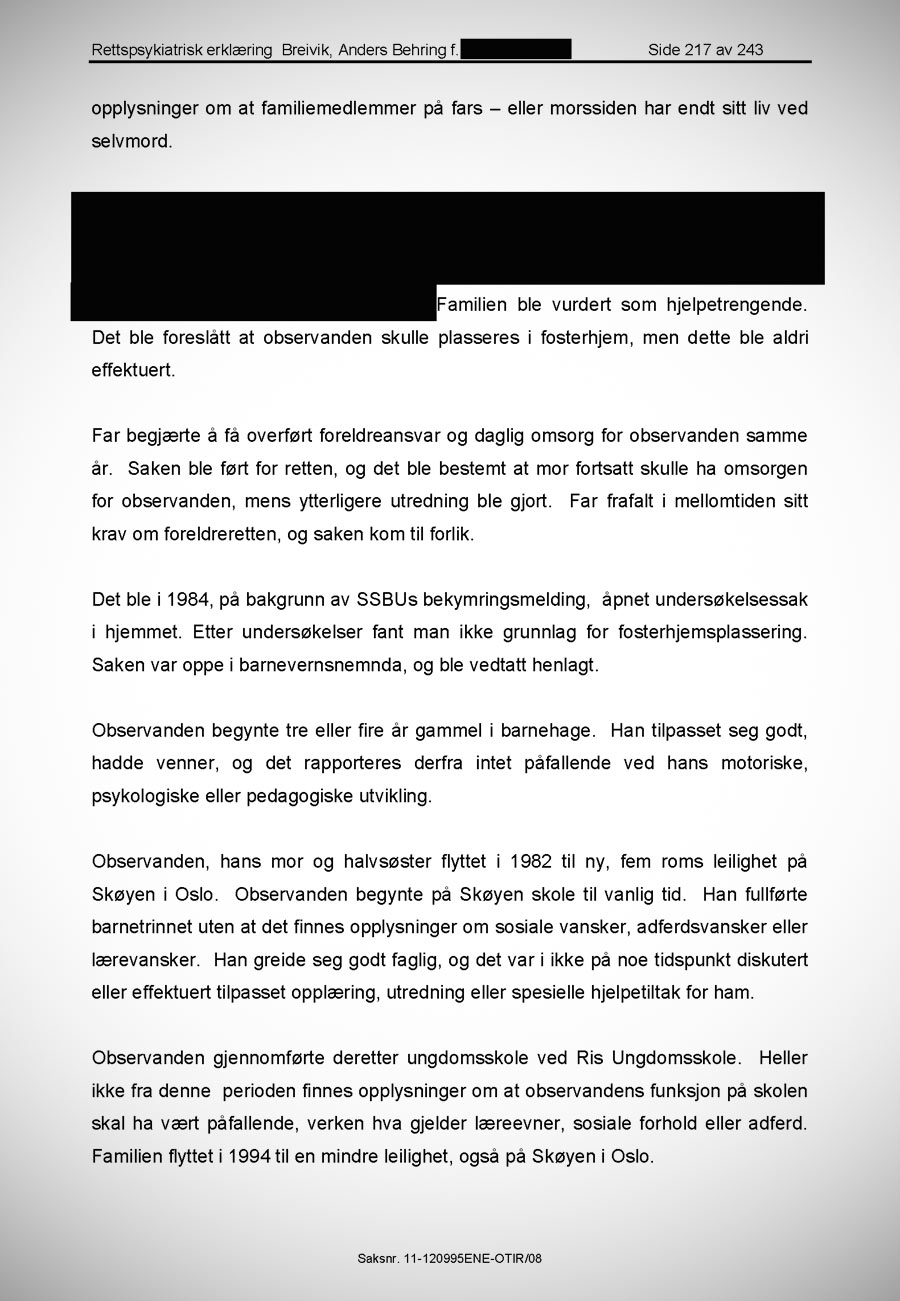 Rettspsykiatrisk erklæring Breivik, Anders Behring f. Side 217 av 243
opplysninger om at familiemedlemmer på fars – eller morssiden har endt sitt liv ved
selvmord.
Familien ble vurdert som hjelpetrengende.
Det ble foreslått at observanden skulle plasseres i fosterhjem, men dette ble aldri
effektuert.
Far begjærte å få overført foreldreansvar og daglig omsorg for observanden samme
år. Saken ble ført for retten, og det ble bestemt at mor fortsatt skulle ha omsorgen
for observanden, mens ytterligere utredning ble gjort. Far frafalt i mellomtiden sitt
krav om foreldreretten, og saken kom til forlik.
Det ble i 1984, på bakgrunn av SSBUs bekymringsmelding, åpnet undersøkelsessak
i hjemmet. Etter undersøkelser fant man ikke grunnlag for fosterhjemsplassering.
Saken var oppe i barnevernsnemnda, og ble vedtatt henlagt.
Observanden begynte tre eller fire år gammel i barnehage. Han tilpasset seg godt,
hadde venner, og det rapporteres derfra intet påfallende ved hans motoriske,
psykologiske eller pedagogiske utvikling.
Observanden, hans mor og halvsøster flyttet i 1982 til ny, fem roms leilighet på
Skøyen i Oslo. Observanden begynte på Skøyen skole til vanlig tid. Han fullførte
barnetrinnet uten at det finnes opplysninger om sosiale vansker, adferdsvansker eller
lærevansker. Han greide seg godt faglig, og det var i ikke på noe tidspunkt diskutert
eller effektuert tilpasset opplæring, utredning eller spesielle hjelpetiltak for ham.
Observanden gjennomførte deretter ungdomsskole ved Ris Ungdomsskole. Heller
ikke fra denne perioden finnes opplysninger om at observandens funksjon på skolen
skal ha vært påfallende, verken hva gjelder læreevner, sosiale forhold eller adferd.
Familien flyttet i 1994 til en mindre leilighet, også på Skøyen i Oslo.
Saksnr. 11-120995ENE-OTIR/08